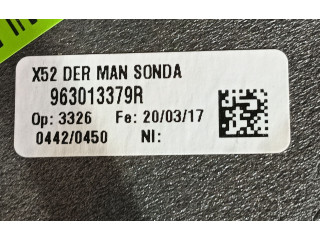 X52 DER MAN SONDA
963013379R
Op: 3326 Fe: 20/03/17
0442/0450 NI: